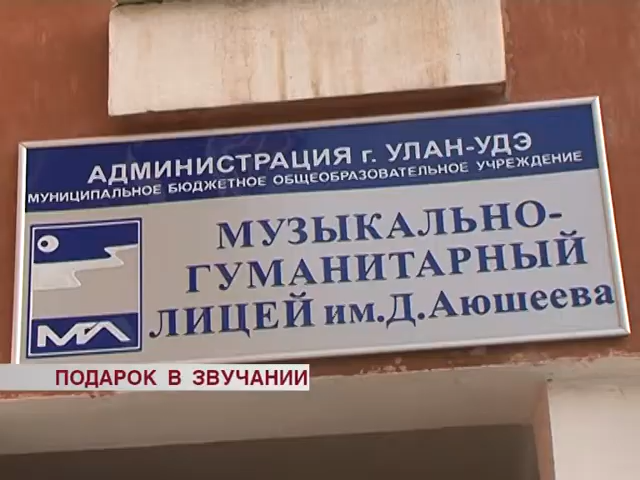 АДМИНИСТРАЦИЯ г. УЛАН-УДЭ
МУНИЦИПАЛЬНОЕ БЮДЖЕТНОЕ ОБЩЕОБРАЗОВАТЕЛЬНОЕ УЧРЕЖДЕНИЕ
МУЗЫКАЛЬНО-
ГУМАНИТАРНЫЙ
ЛИЦЕЙ им.Д.Аюшеева
МГЛ
ПОДАРОК В ЗВУЧАНИИ